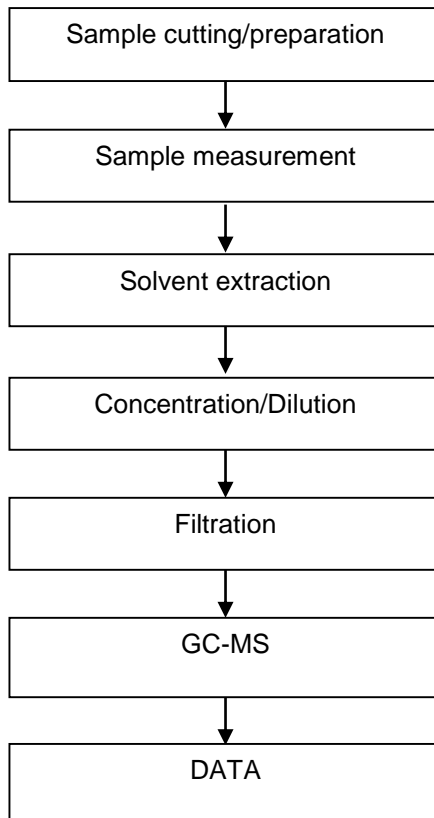 Sample cutting/preparation
Sample measurement
Solvent extraction
Concentration/Dilution
Filtration
GC-MS
DATA